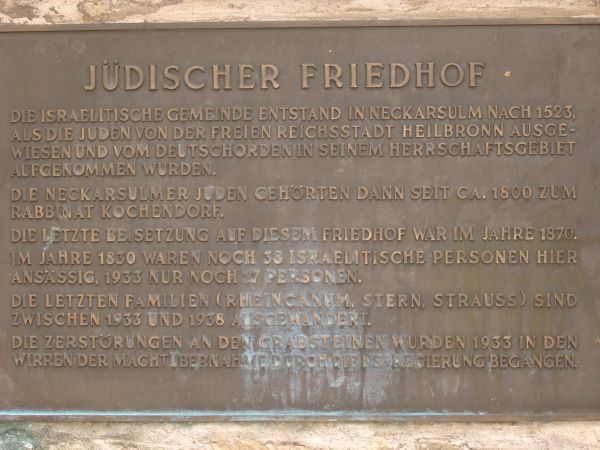 JÜDISCHER FRIEDHOF
DIE ISRAELITISCHE GEMEINDE ENTSTAND IN NECKARSULM NACH 1523,
ALS DIE JUDEN VON DER FREIEN REICHSSTADT HEILBRONN AUSGE-
WIESEN UND VOM DEUTSCHORDEN IN SEINEM HERRSCHAFTSGEBIET
AUFGENOMMEN WURDEN.
DIE NECKARSULMER JUDEN GEHÖRTEN DANN SEIT CA. 1800 ZUM
RABBINAT KOCHENDORF.
DIE LETZTE BEISETZUNG AUF DIESEM FRIEDHOF WAR IM JAHRE 1870.
IM JAHRE 1830 WAREN NOCH 38 ISRAELITISCHE PERSONEN HIER
ANSÄSSIG, 1933 NUR NOCH 17 PERSONEN.
DIE LETZTEN FAMILIEN (RHEINGANUM, STERN, STRAUSS) SIND
ZWISCHEN 1933 UND 1938 AUSGEWANDERT.
DIE ZERSTÖRUNGEN AN DEN GRABSTEINEN WURDEN 1933 IN DEN
WIRREN DER MACHTÜBERNAHME DURCH DIE NS-REGIERUNG BEGANGEN.